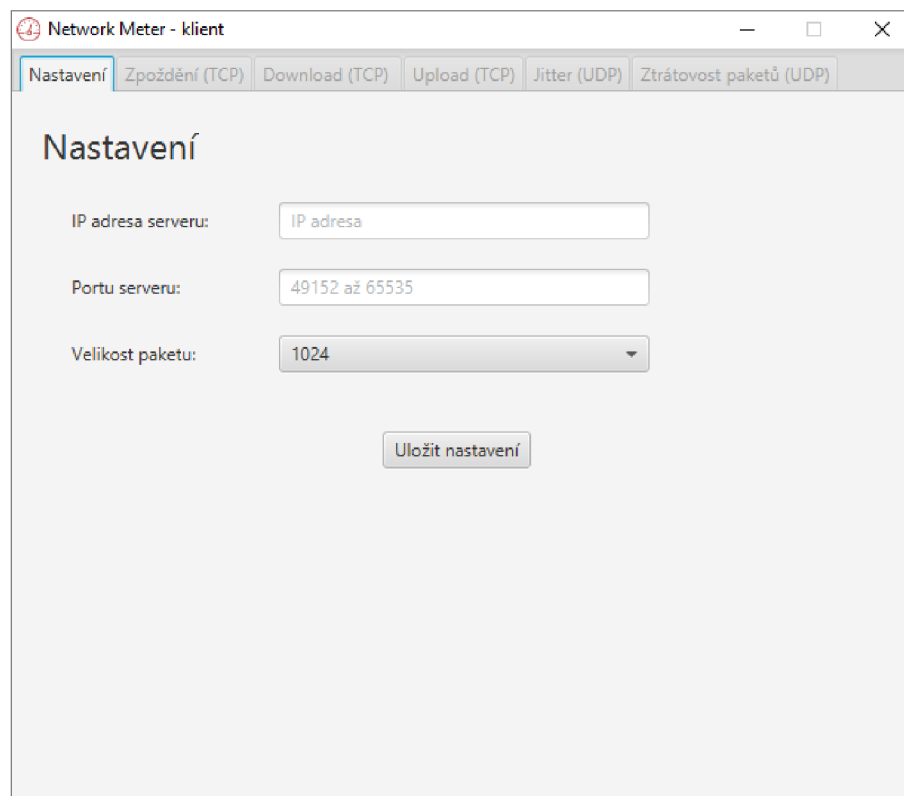 Network Meter - klient
Nastavení Zpoždění (TCP) Download (TCP) Upload (TCP) Jitter (UDP) Ztrátovost paketů (UDP)
Nastavení
IP adresa serveru: IP adresa
Portu serveru: 49152 až 65535
Velikost paketu: 1024
Uložit nastavení